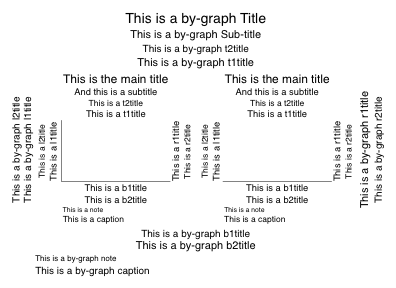 This is a by-graph Title
This is a by-graph Sub-title
This is a by-graph t2title
This is a by-graph t1title
This is a by-graph l2title
This is a by-graph l1title
This is the main title
And this is a subtitle
This is a t2title
This is a t1title
This is a l2title
This is a l1title
This is a r1title
This is a r2title
This is a b1title
This is a b2title
This is a note
This is a caption
This is the main title
And this is a subtitle
This is a t2title
This is a t1title
This is a l2title
This is a l1title
This is a r1title
This is a r2title
This is a b1title
This is a b2title
This is a note
This is a caption
This is a by-graph r1title
This is a by-graph r2title
This is a by-graph b1title
This is a by-graph b2title
This is a by-graph note
This is a by-graph caption